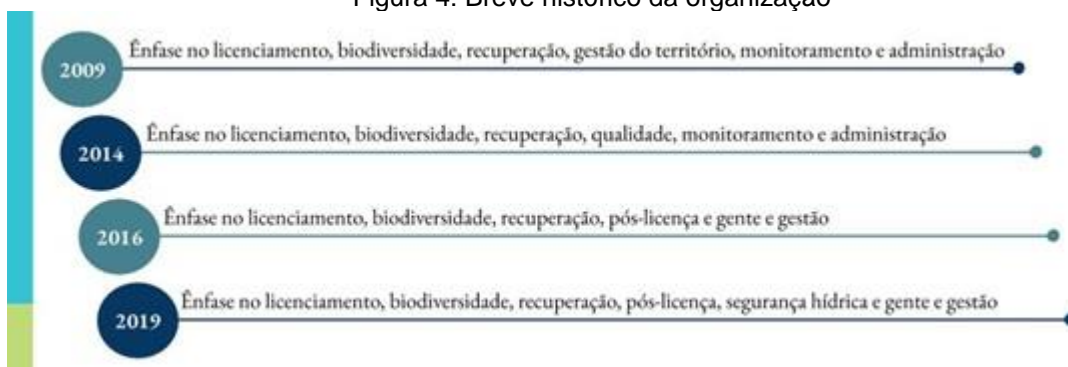 Figura 4. Breve histórico da organização
2009
Ênfase no licenciamento, biodiversidade, recuperação, gestão do território, monitoramento e administração
2014
Ênfase no licenciamento, biodiversidade, recuperação, qualidade, monitoramento e administração
2016
Ênfase no licenciamento, biodiversidade, recuperação, pós-licença e gente e gestão
2019
Ênfase no licenciamento, biodiversidade, recuperação, pós-licença, segurança hídrica e gente e gestão